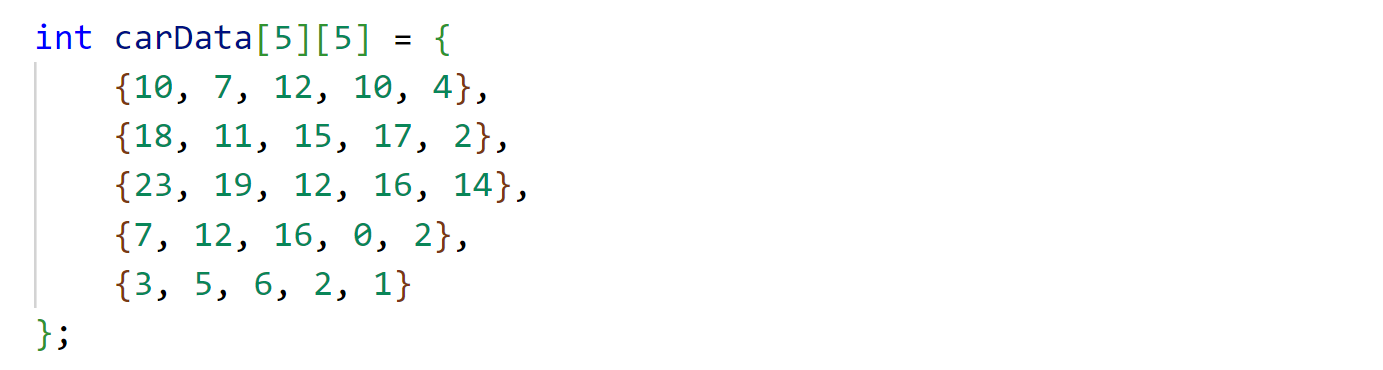 int carData[5][5] = {
    {10, 7, 12, 10, 4},
    {18, 11, 15, 17, 2},
    {23, 19, 12, 16, 14},
    {7, 12, 16, 0, 2},
    {3, 5, 6, 2, 1}
};